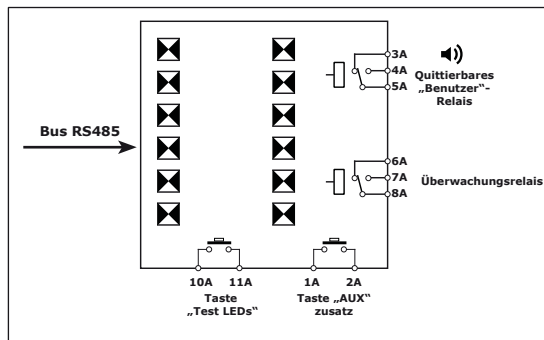 3A
4A
5A
Quittierbares
„Benutzer“-
Relais
Bus RS485
6A
7A
8A
Überwachungsrelais
10A 11A
1A 2A
Taste
„Test LEDs“
Taste „AUX“
zusatz